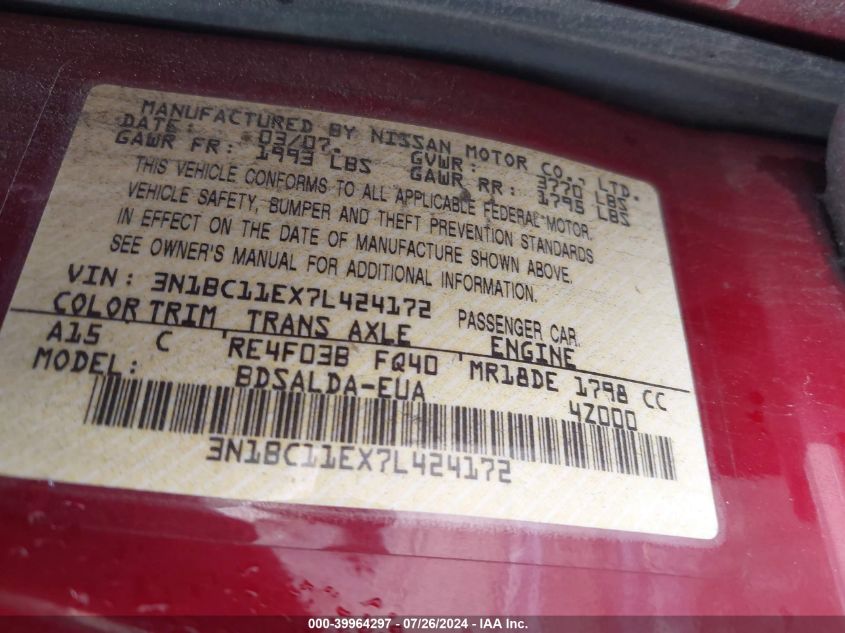 MANUFACTURED BY NISSAN MOTOR CO., LTD.
DATE: 03/07. GVWR: 3770 LBS
GAWR FR: 1993 LBS GAWR RR: 1795 LBS
THIS VEHICLE CONFORMS TO ALL APPLICABLE FEDERAL MOTOR
VEHICLE SAFETY, BUMPER AND THEFT PREVENTION STANDARDS
IN EFFECT ON THE DATE OF MANUFACTURE SHOWN ABOVE.
SEE OWNER'S MANUAL FOR ADDITIONAL INFORMATION.
VIN: 3N1BC11EX7L424172 PASSENGER CAR
COLOR TRIM TRANS AXLE ENGINE
A15 C RE4F03B FQ40 MR18DE 1798 CC
MODEL: BDSALDA-EUA 4Z000
3N1BC11EX7L424172
000-39964297 - 07/26/2024 - IAAI Inc.